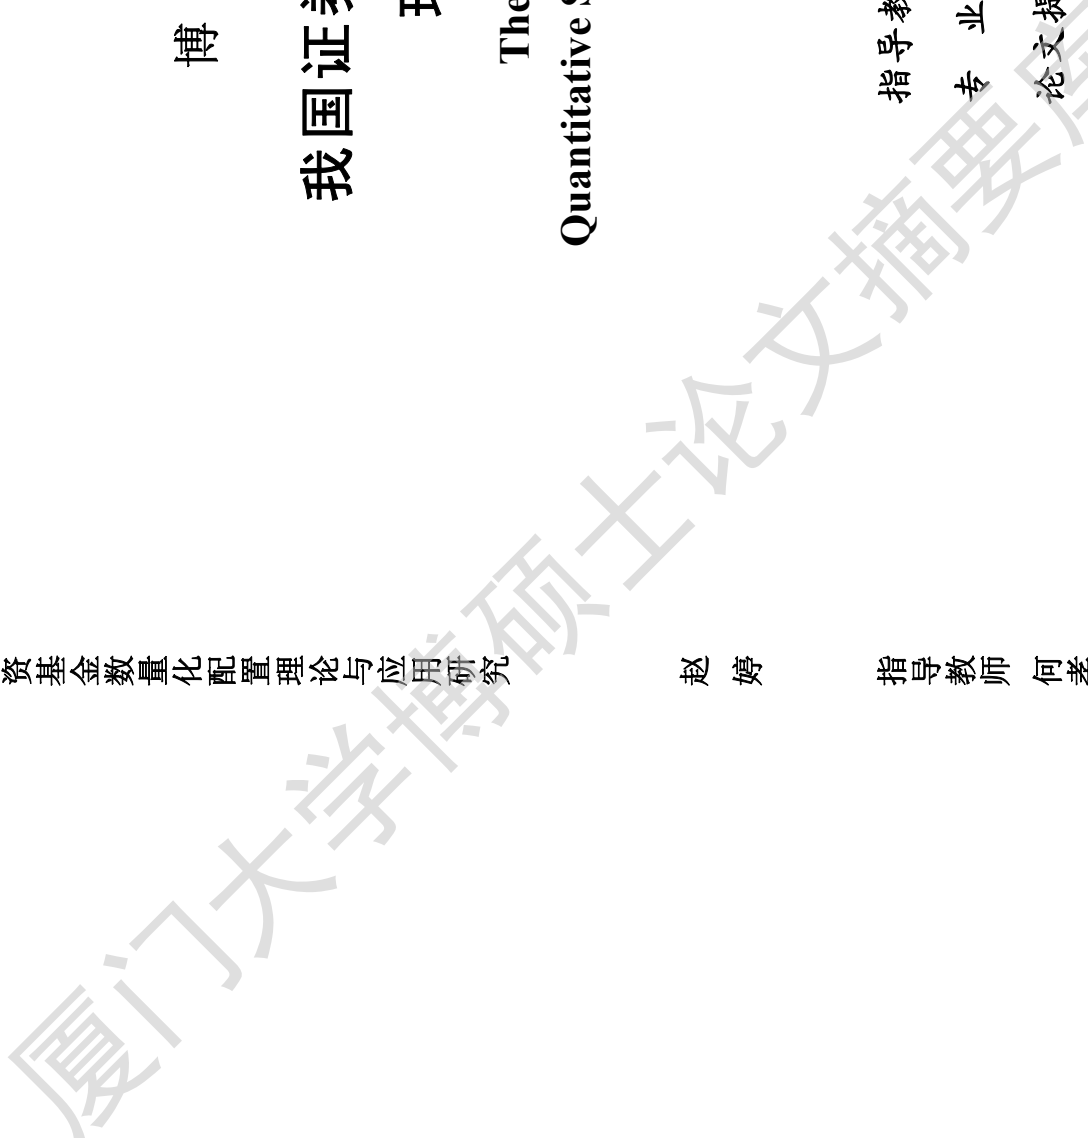 博
我国证
The
Quantitative
指导教
专 业
论文提
资基金数量化配置理论与应用研究 赵 婷 指导教师 何
厦门大学博硕士论文摘要库